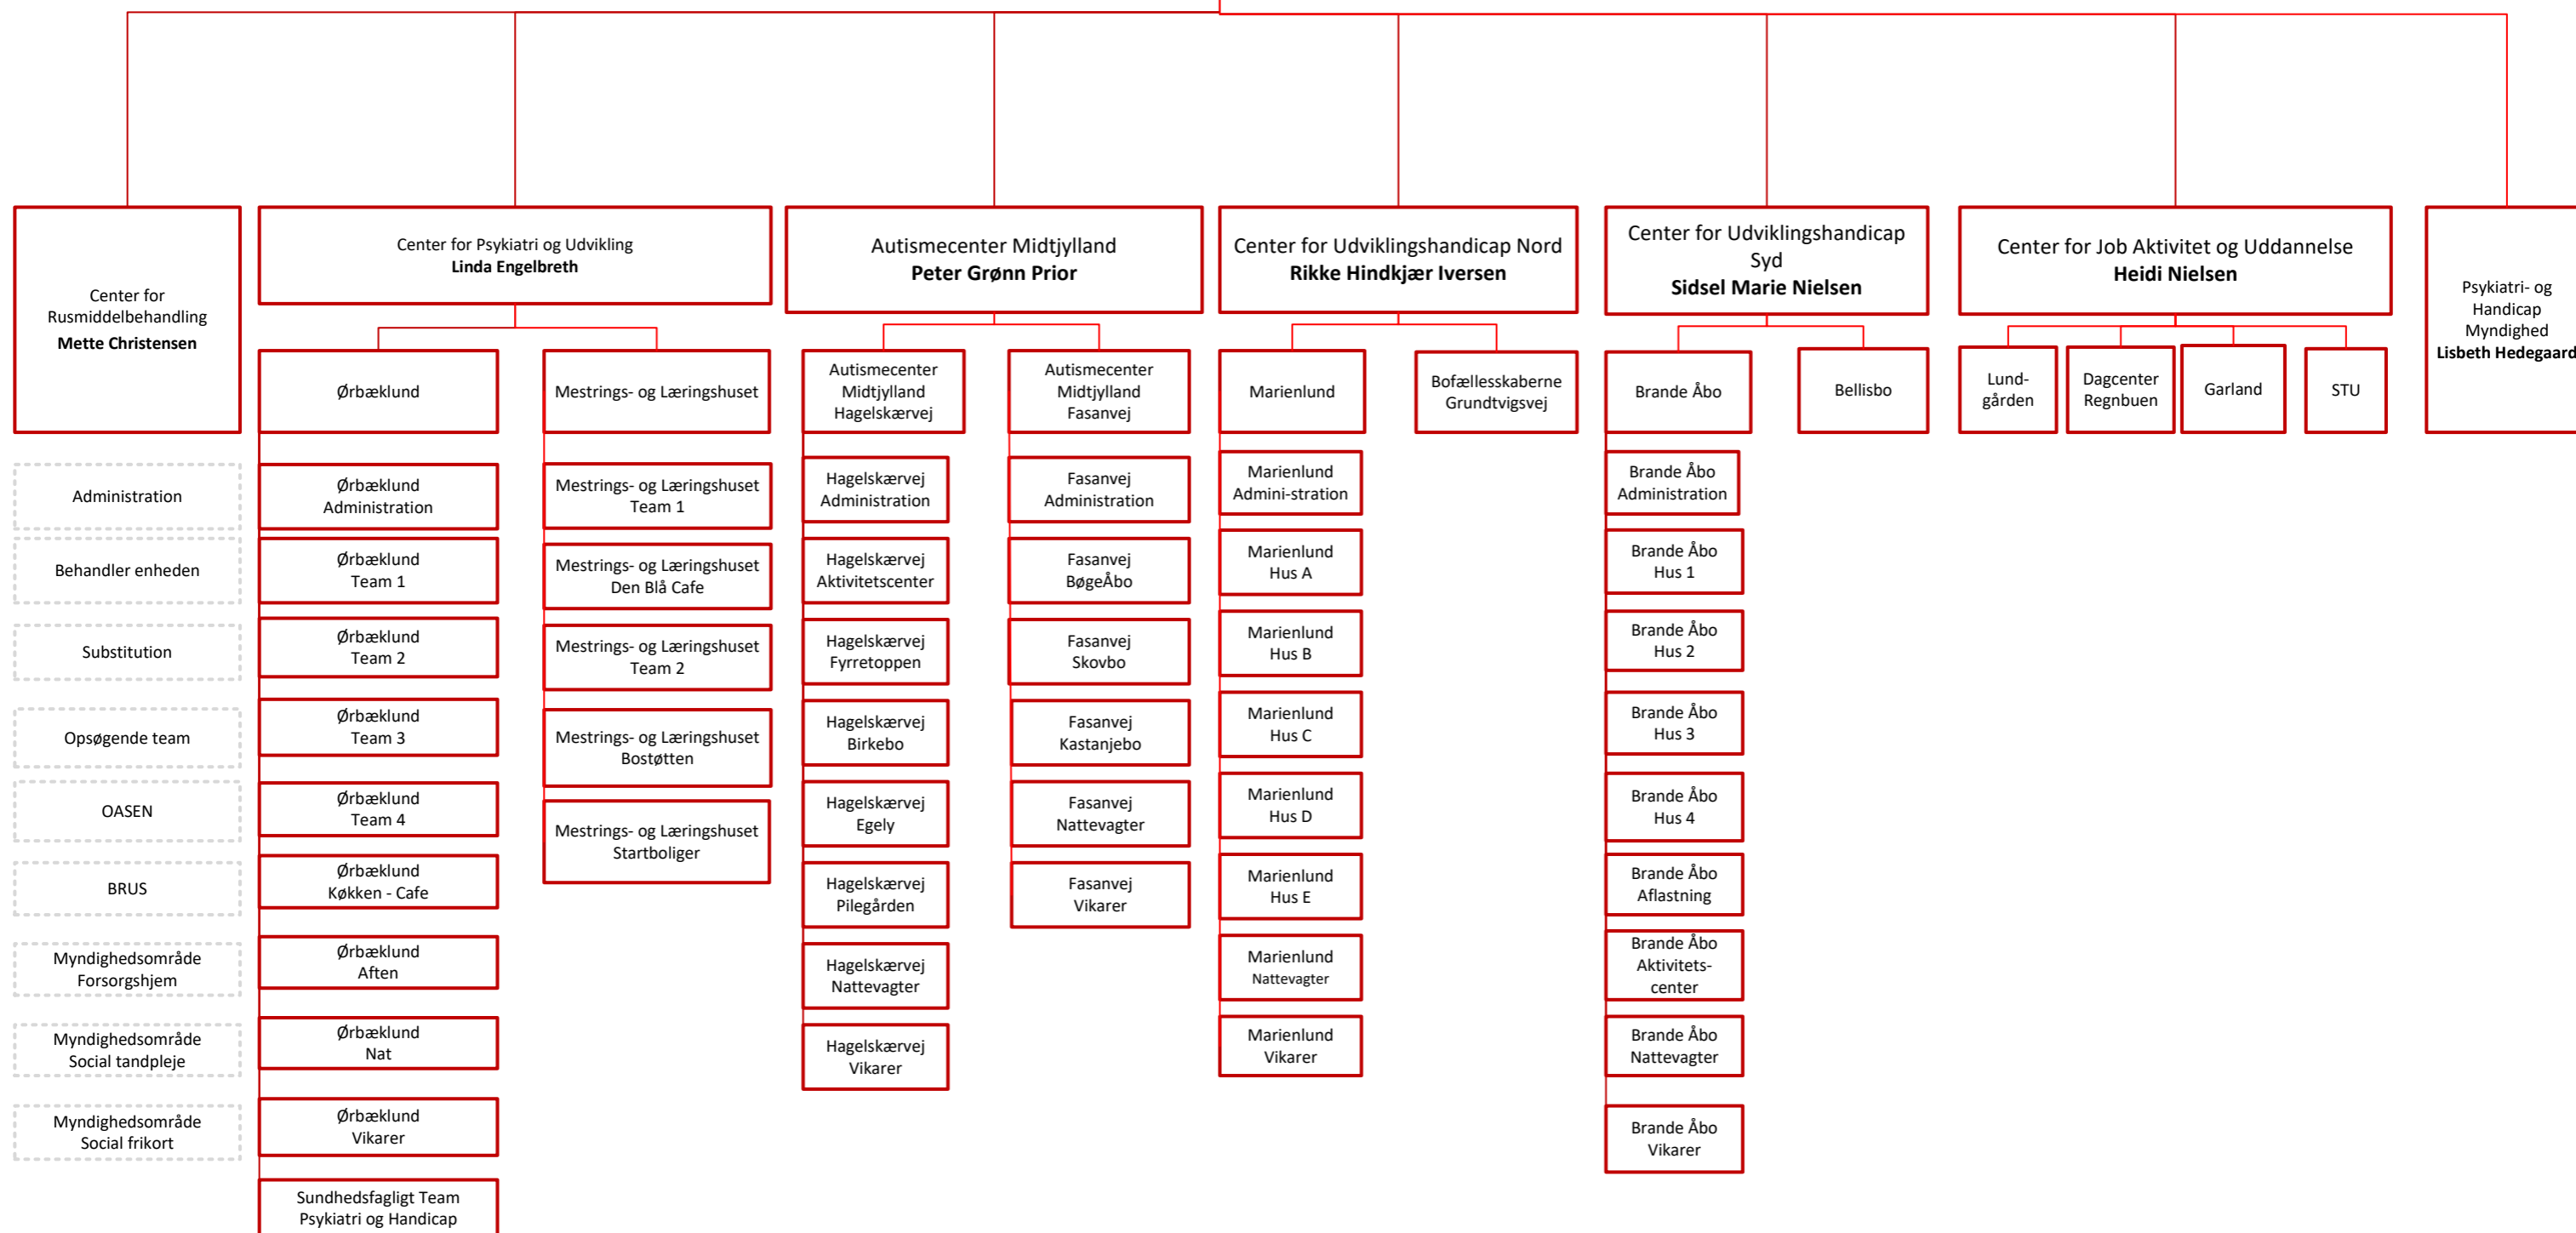 Center for
Rusmiddelbehandling
Mette Christensen
Administration
Behandler enheden
Substitution
Opsøgende team
OASEN
BRUS
Myndighedsområde
Forsorgshjem
Myndighedsområde
Social tandpleje
Myndighedsområde
Social frikort
Center for Psykiatri og Udvikling
Linda Engelbreth
Ørbæklund
Ørbæklund
Administration
Ørbæklund
Team 1
Ørbæklund
Team 2
Ørbæklund
Team 3
Ørbæklund
Team 4
Ørbæklund
Køkken - Cafe
Ørbæklund
Aften
Ørbæklund
Nat
Ørbæklund
Vikarer
Sundhedsfagligt Team
Psykiatri og Handicap
Mestrings- og Læringshuset
Mestrings- og Læringshuset
Team 1
Mestrings- og Læringshuset
Den Blå Cafe
Mestrings- og Læringshuset
Team 2
Mestrings- og Læringshuset
Bostøtten
Mestrings- og Læringshuset
Startboliger
Autismecenter Midtjylland
Peter Grønn Prior
Autismecenter
Midtjylland
Hagelskærvej
Hagelskærvej
Administration
Hagelskærvej
Aktivitetscenter
Hagelskærvej
Fyrretoppen
Hagelskærvej
Birkebo
Hagelskærvej
Egely
Hagelskærvej
Pilegården
Hagelskærvej
Nattevagter
Hagelskærvej
Vikarer
Autismecenter
Midtjylland
Fasanvej
Fasanvej
Administration
Fasanvej
BøgeÅbo
Fasanvej
Skovbo
Fasanvej
Kastanjebo
Fasanvej
Nattevagter
Fasanvej
Vikarer
Center for Udviklingshandicap Nord
Rikke Hindkjær Iversen
Marienlund
Marienlund
Admini-stration
Marienlund
Hus A
Marienlund
Hus B
Marienlund
Hus C
Marienlund
Hus D
Marienlund
Hus E
Marienlund
Nattevagter
Marienlund
Vikarer
Bofællesskaberne
Grundtvigsvej
Center for Udviklingshandicap
Syd
Sidsel Marie Nielsen
Brande Åbo
Brande Åbo
Administration
Brande Åbo
Hus 1
Brande Åbo
Hus 2
Brande Åbo
Hus 3
Brande Åbo
Hus 4
Brande Åbo
Aflastning
Brande Åbo
Aktivitets-
center
Brande Åbo
Nattevagter
Brande Åbo
Vikarer
Bellisbo
Center for Job Aktivitet og Uddannelse
Heidi Nielsen
Lund-
gården
Dagcenter
Regnbuen
Garland
STU
Psykiatri- og
Handicap
Myndighed
Lisbeth Hedegaard